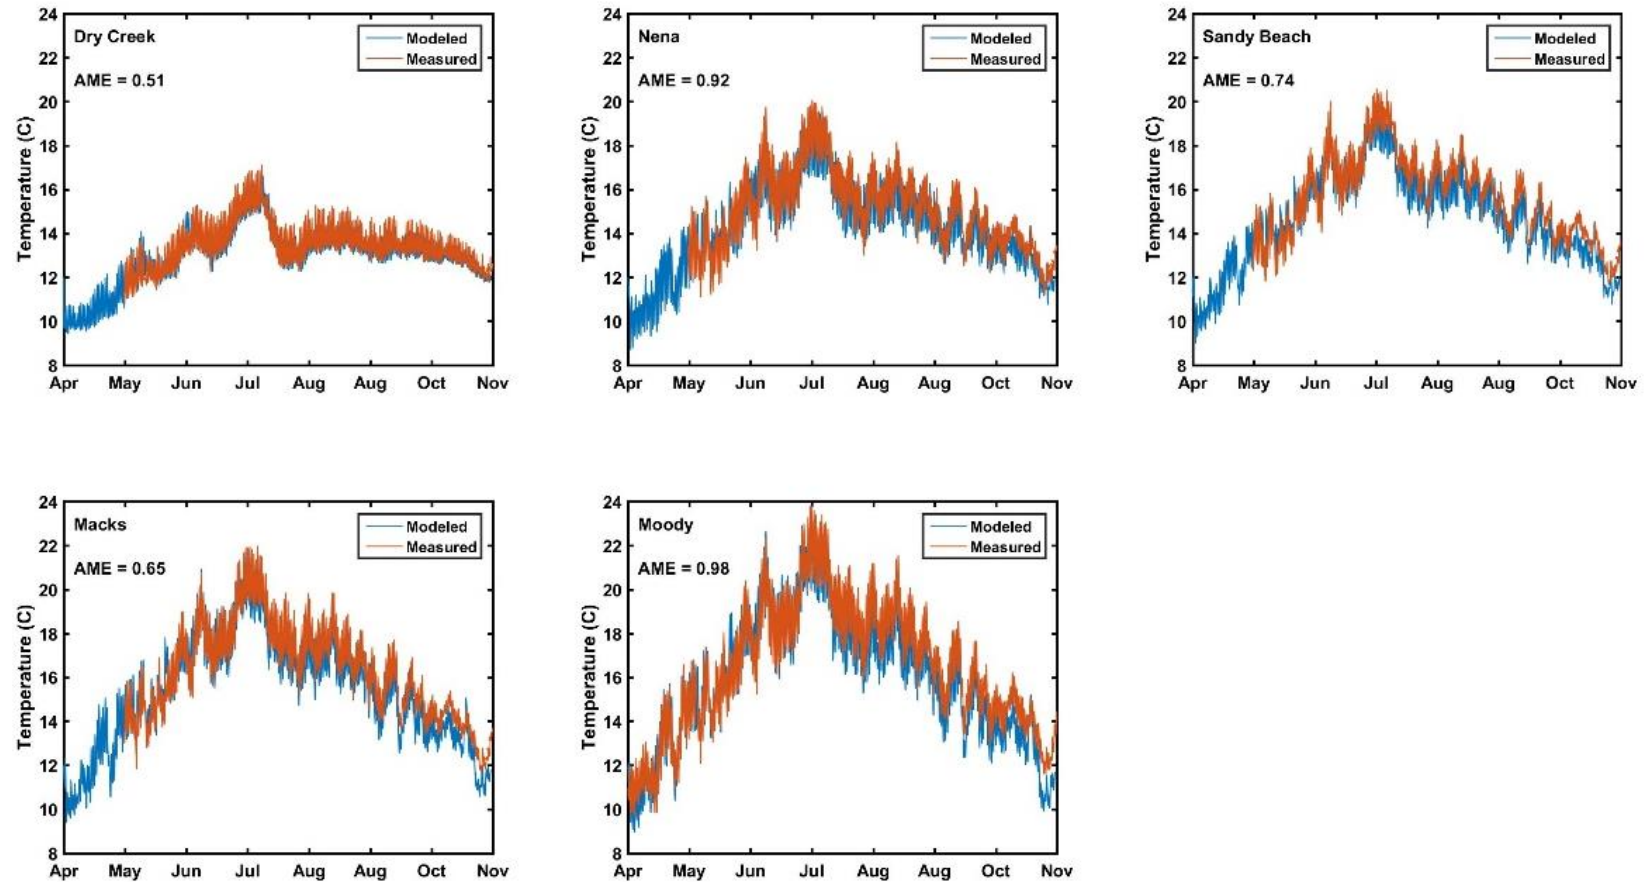 Dry Creek
AME = 0.51
Modeled
Measured
Temperature (C)
24
22
20
18
16
14
12
10
8
Apr May Jun Jul Aug Aug Oct Nov
Nena
AME = 0.92
Modeled
Measured
Temperature (C)
24
22
20
18
16
14
12
10
8
Apr May Jun Jul Aug Aug Oct Nov
Sandy Beach
AME = 0.74
Modeled
Measured
Temperature (C)
24
22
20
18
16
14
12
10
8
Apr May Jun Jul Aug Aug Oct Nov
Macks
AME = 0.65
Modeled
Measured
Temperature (C)
24
22
20
18
16
14
12
10
8
Apr May Jun Jul Aug Aug Oct Nov
Moody
AME = 0.98
Modeled
Measured
Temperature (C)
24
22
20
18
16
14
12
10
8
Apr May Jun Jul Aug Aug Oct Nov